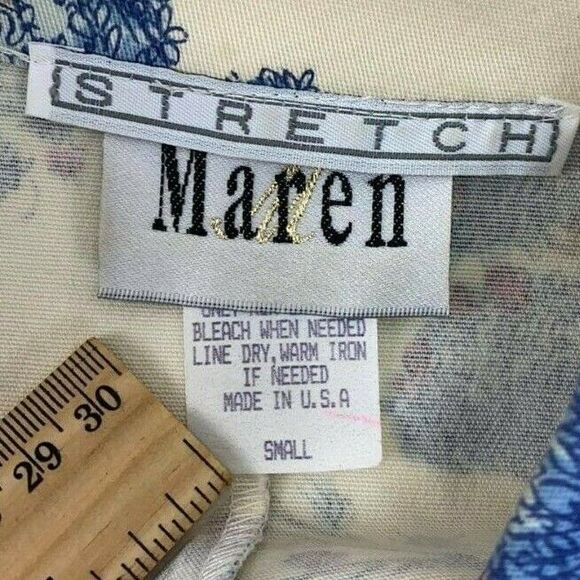 STRETCH
Maren
BLEACH WHEN NEEDED
LINE DRY, WARM IRON
IF NEEDED
MADE IN U.S.A
SMALL
29 30